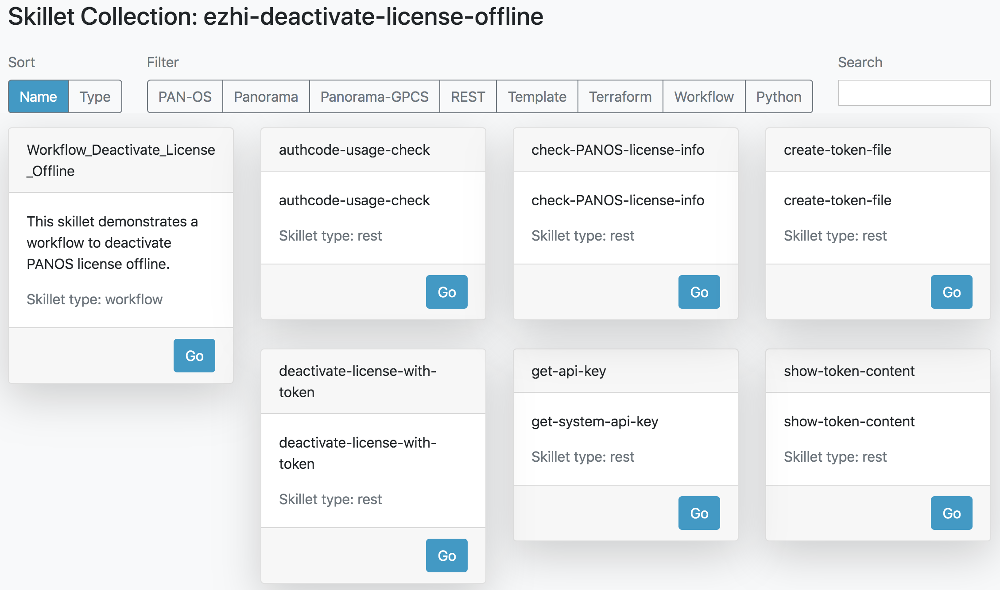 Skillet Collection: ezhi-deactivate-license-offline
Sort
Filter
Search
Name
Type
PAN-OS
Panorama
Panorama-GPCS
REST
Template
Terraform
Workflow
Python
Workflow_Deactivate_License
_Offline
This skillet demonstrates a
workflow to deactivate
PANOS license offline.
Skillet type: workflow
Go
authcode-usage-check
authcode-usage-check
Skillet type: rest
Go
check-PANOS-license-info
check-PANOS-license-info
Skillet type: rest
Go
create-token-file
create-token-file
Skillet type: rest
Go
deactivate-license-with-
token
deactivate-license-with-
token
Skillet type: rest
Go
get-api-key
get-system-api-key
Skillet type: rest
Go
show-token-content
show-token-content
Skillet type: rest
Go